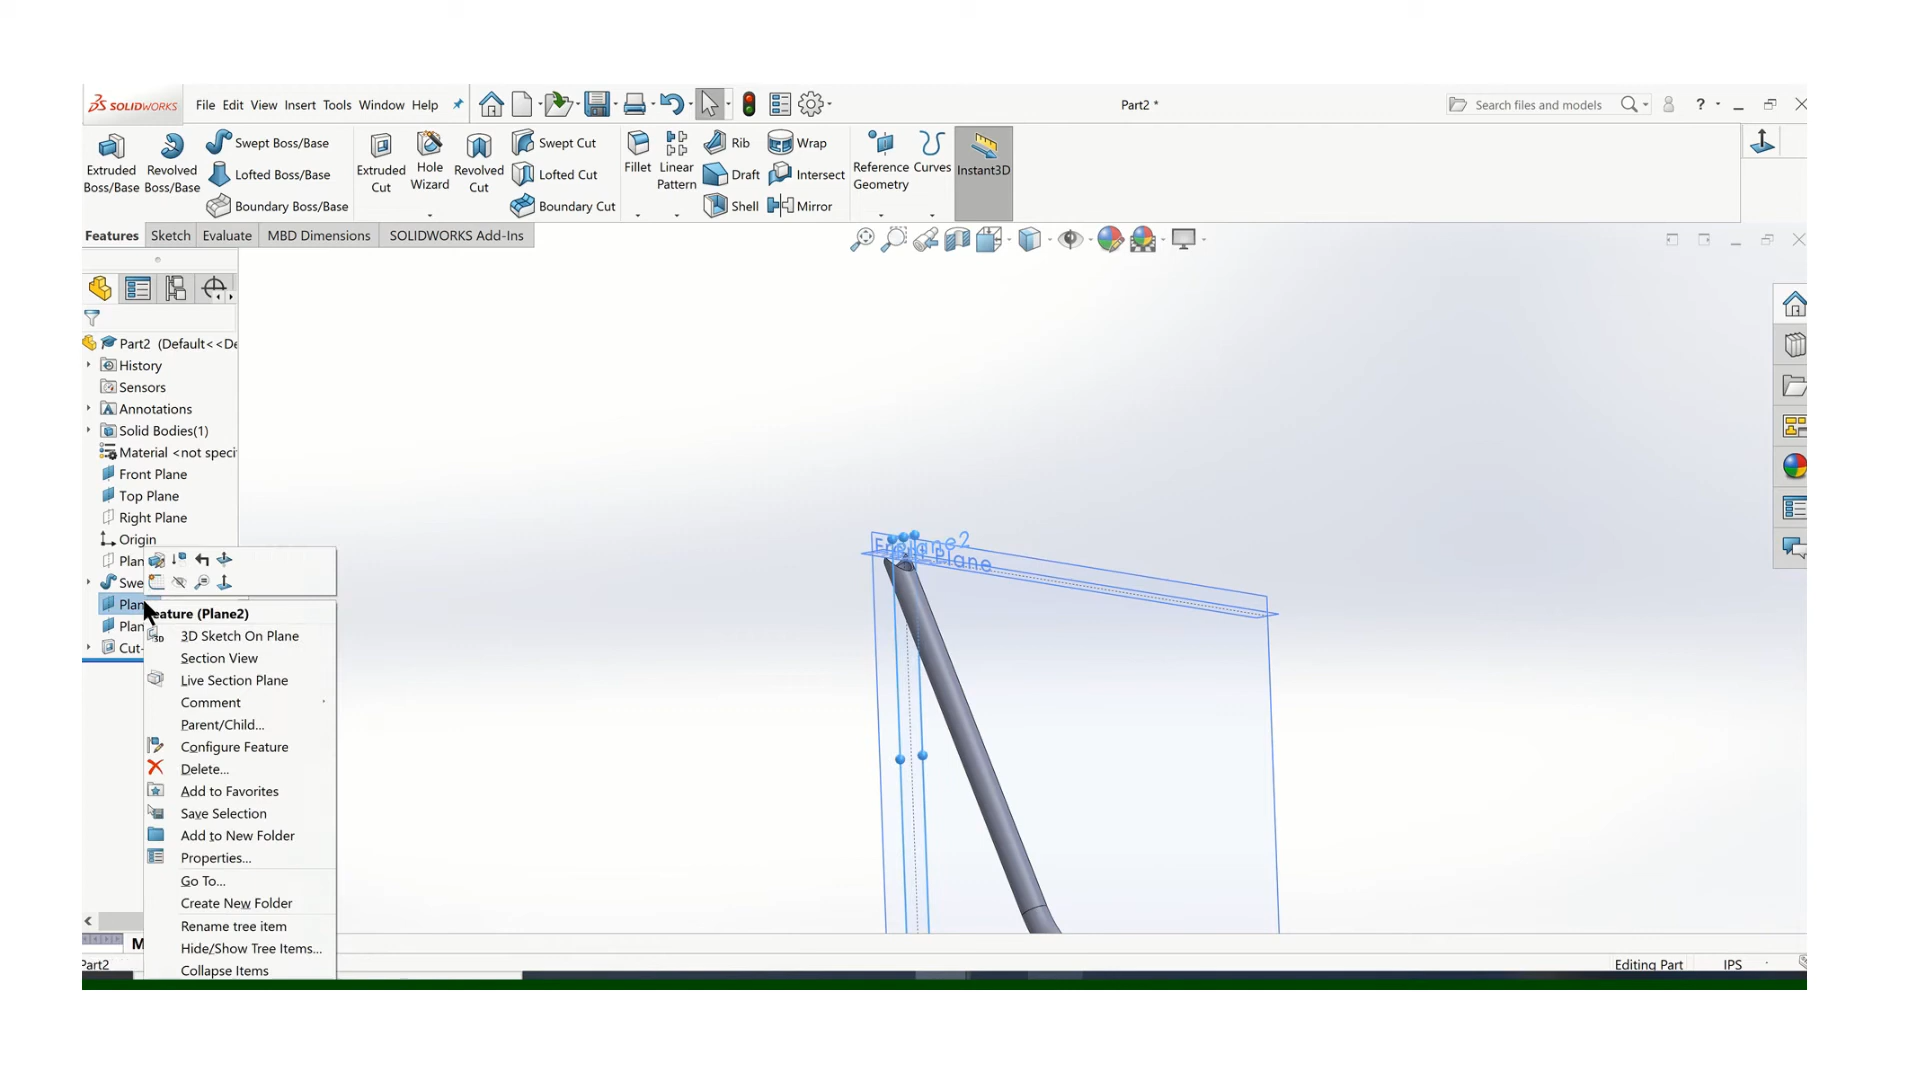 SOLIDWORKS File Edit View Insert Tools Window Help Part2 * Search files and models ?
Extruded Boss/Base
Revolved Boss/Base
Swept Boss/Base
Lofted Boss/Base
Boundary Boss/Base
Extruded Cut
Hole Wizard
Revolved Cut
Swept Cut
Lofted Cut
Boundary Cut
Fillet
Linear Pattern
Rib
Draft
Shell
Wrap
Intersect
Mirror
Reference Geometry
Curves
Instant3D
Features Sketch Evaluate MBD Dimensions SOLIDWORKS Add-Ins
Part2 (Default<<De
History
Sensors
Annotations
Solid Bodies(1)
Material <not speci
Front Plane
Top Plane
Right Plane
Origin
Plan
Swe
Plan
Plan
Cut-
eature (Plane2)
3D Sketch On Plane
Section View
Live Section Plane
Comment
Parent/Child...
Configure Feature
Delete...
Add to Favorites
Save Selection
Add to New Folder
Properties...
Go To...
Create New Folder
Rename tree item
Hide/Show Tree Items...
Collapse Items
Plane2
Plane
M
Part2
Editing Part IPS